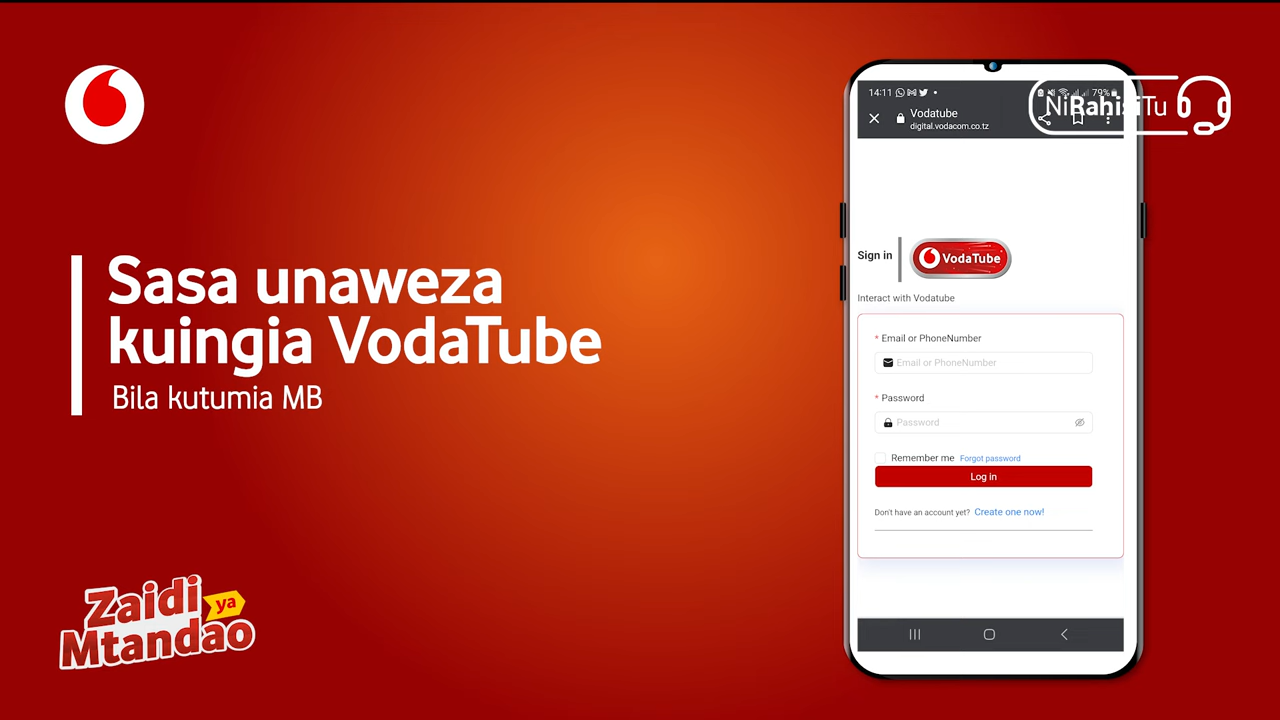 Sasa unaweza
kuingia VodaTube
Bila kutumia MB
Zaidi ya
Mtandao
14:11
79%
NiRahisiTu
Vodatube
digital.vodacom.co.tz
Sign in
VodaTube
Interact with Vodatube
* Email or PhoneNumber
Email or PhoneNumber
* Password
Password
Remember me Forgot password
Log in
Don't have an account yet? Create one now!